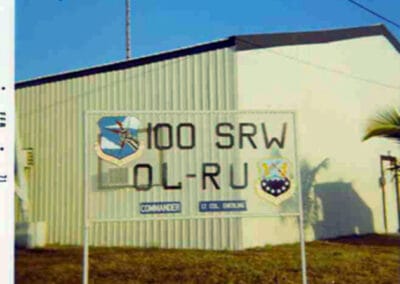 100 SRW
OL-RU
COMMANDER LT COL